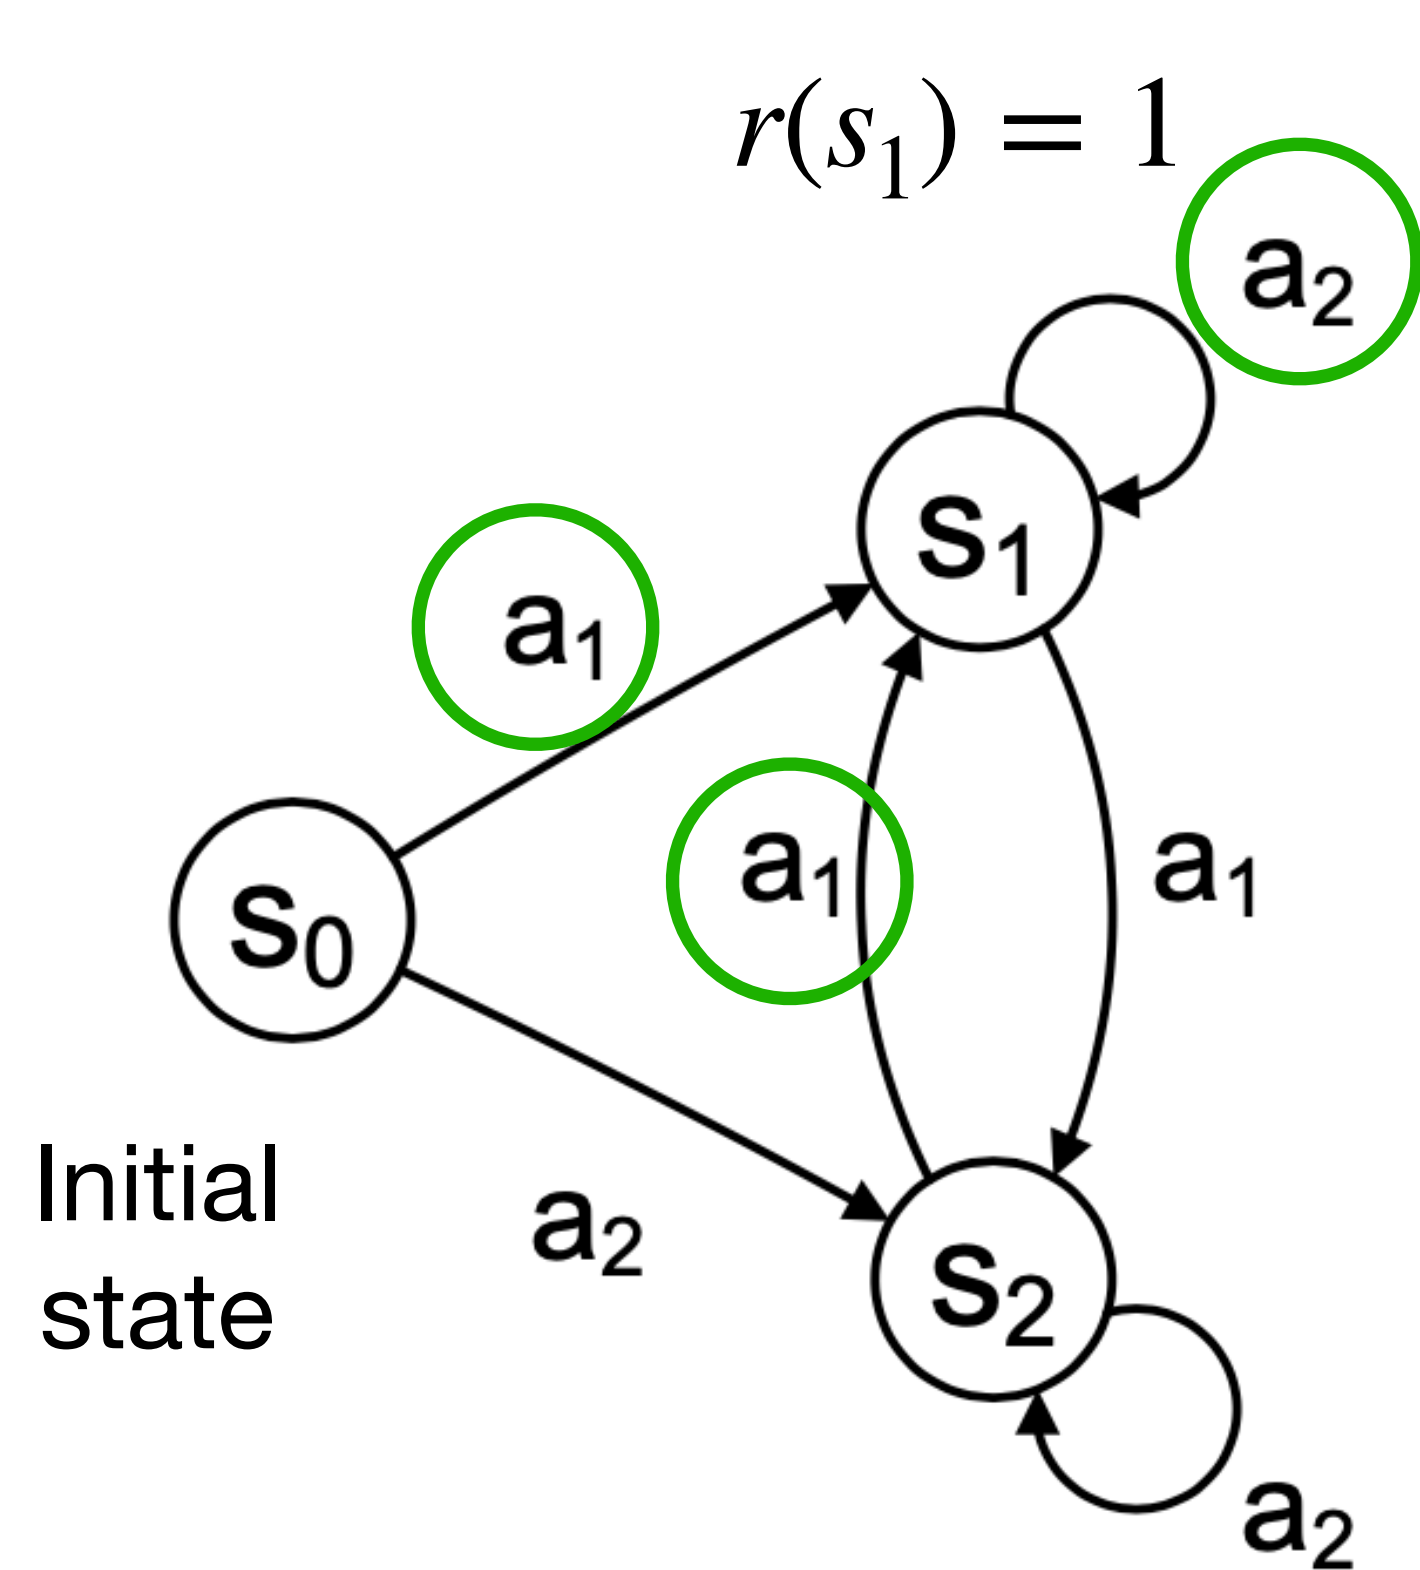 r(s₁) = 1
a₂
s₁
a₁
a₁
a₁
s₀
Initial
state
a₂
s₂
a₂